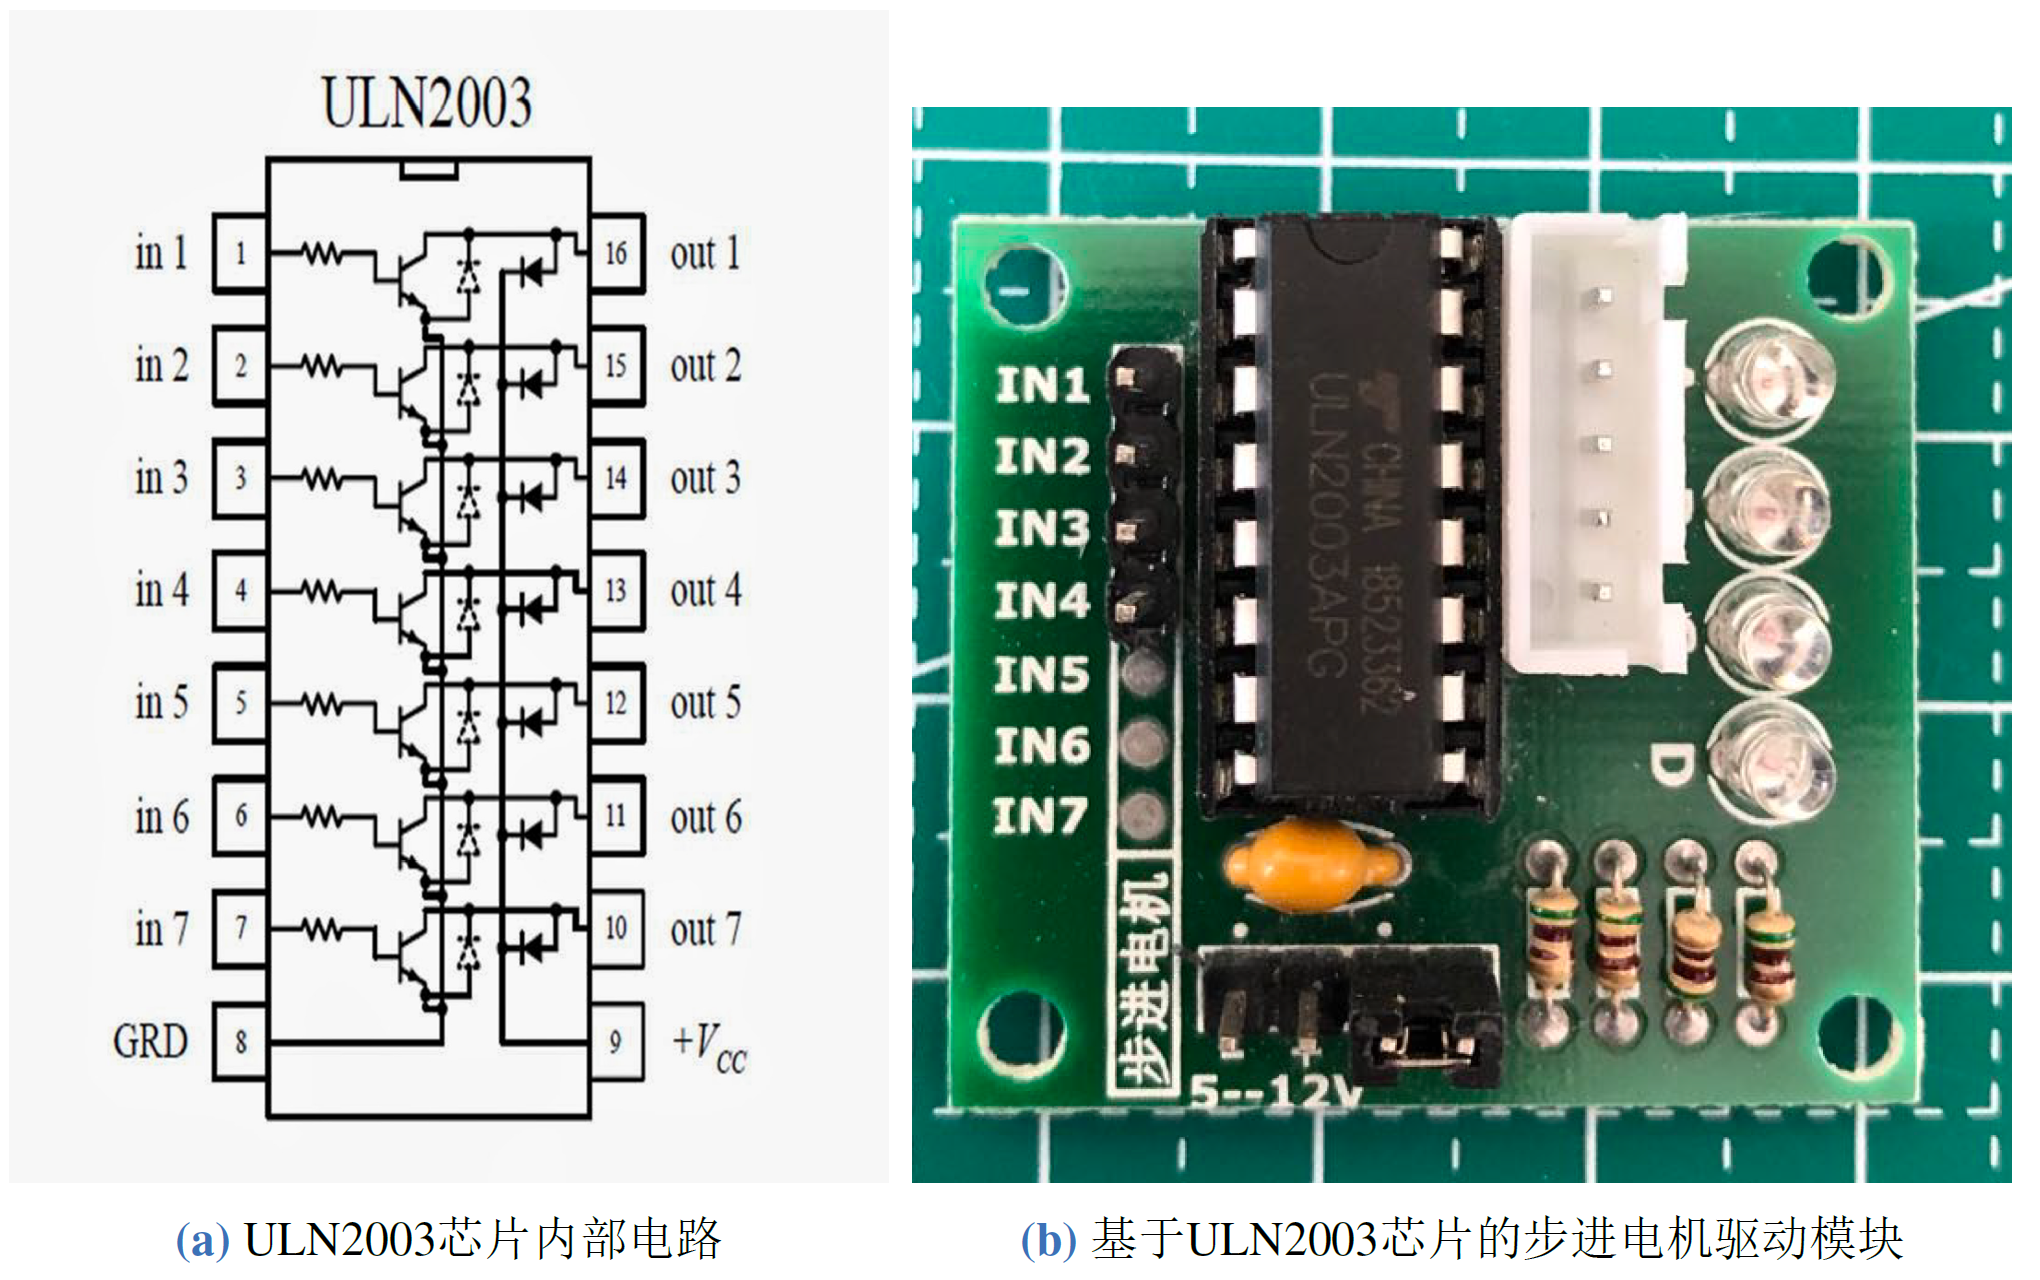 ULN2003
in 1 1 16 out 1
in 2 2 15 out 2
in 3 3 14 out 3
in 4 4 13 out 4
in 5 5 12 out 5
in 6 6 11 out 6
in 7 7 10 out 7
GRD 8 9 +VCC
IN1
IN2
IN3
IN4
IN5
IN6
IN7
步进电机
CHINA 18523362
ULN2003APG
D
- +
5--12V
(a) ULN2003芯片内部电路
(b) 基于ULN2003芯片的步进电机驱动模块